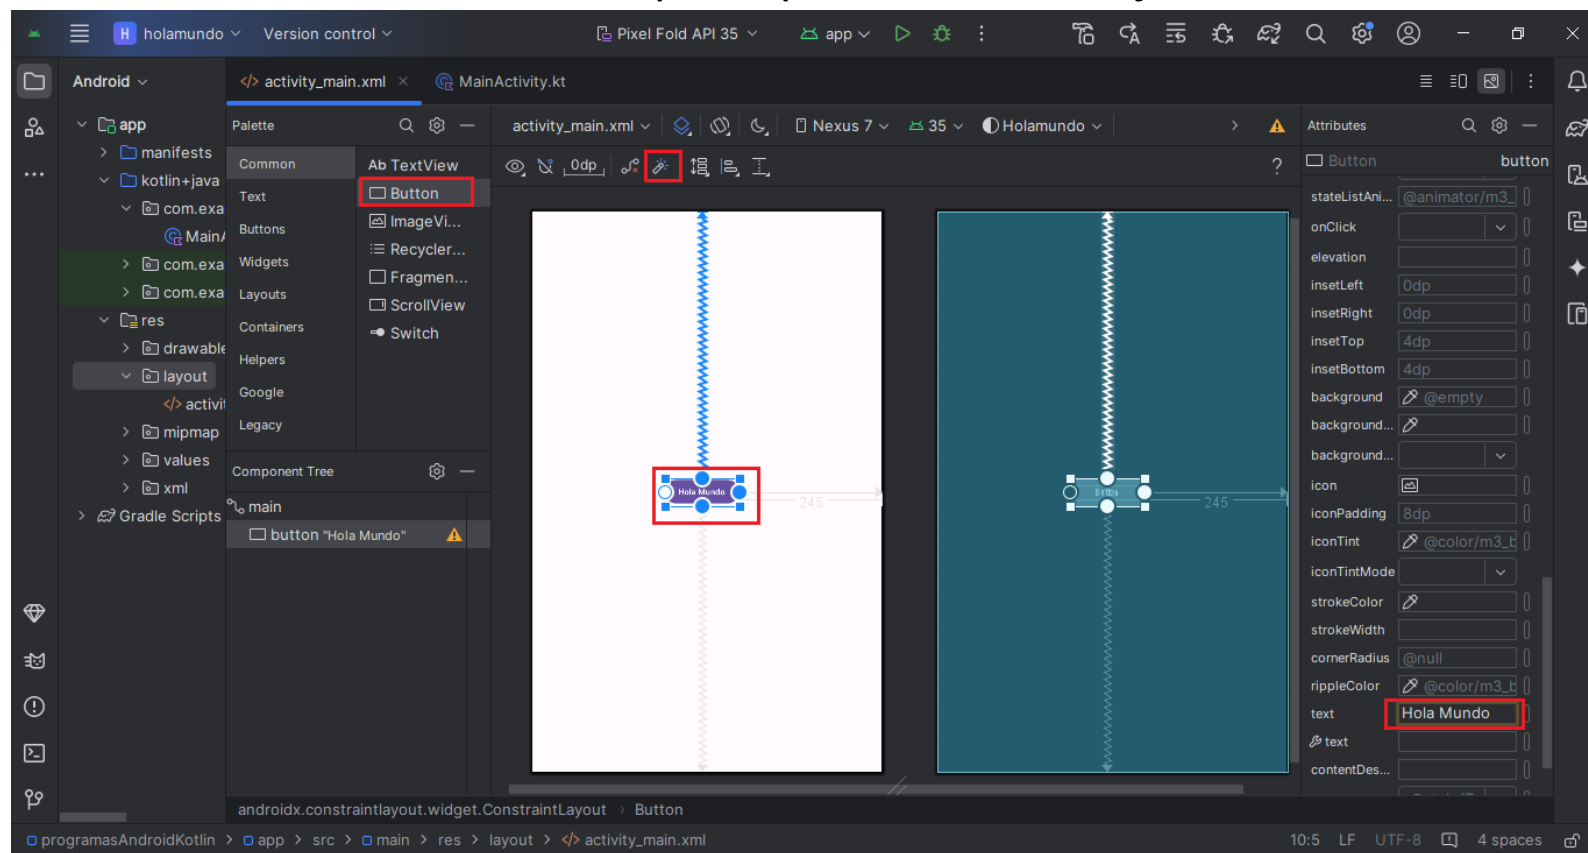 H holamundo Version control Pixel Fold API 35 app
Android activity_main.xml MainActivity.kt
app
manifests
kotlin+java
com.exa
MainA
com.exa
com.exa
res
drawable
layout
activit
mipmap
values
xml
Gradle Scripts
Palette
Common
Text
Buttons
Widgets
Layouts
Containers
Helpers
Google
Legacy
Ab TextView
Button
ImageVi...
Recycler...
Fragmen...
ScrollView
Switch
Component Tree
main
button "Hola Mundo"
activity_main.xml Nexus 7 35 Holamundo
0dp ?
Hola Mundo
245
Button
245
Attributes
Button button
stateListAni... @animator/m3_
onClick
elevation
insetLeft 0dp
insetRight 0dp
insetTop 4dp
insetBottom 4dp
background @empty
background...
background...
icon
iconPadding 8dp
iconTint @color/m3_b
iconTintMode
strokeColor
strokeWidth
cornerRadius @null
rippleColor @color/m3_b
text Hola Mundo
text
contentDes...
androidx.constraintlayout.widget.ConstraintLayout > Button
programasAndroidKotlin > app > src > main > res > layout > activity_main.xml 10:5 LF UTF-8 4 spaces